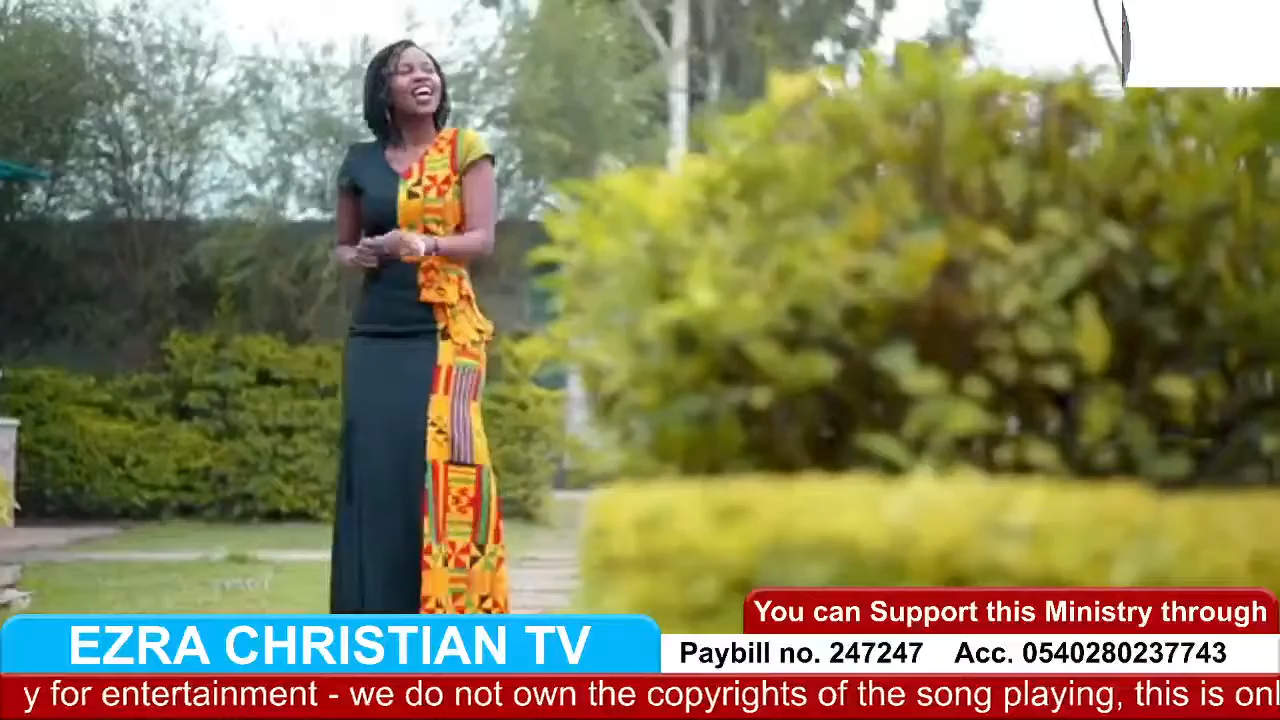 You can Support this Ministry through
EZRA CHRISTIAN TV
Paybill no. 247247 Acc. 0540280237743
y for entertainment - we do not own the copyrights of the song playing, this is onl